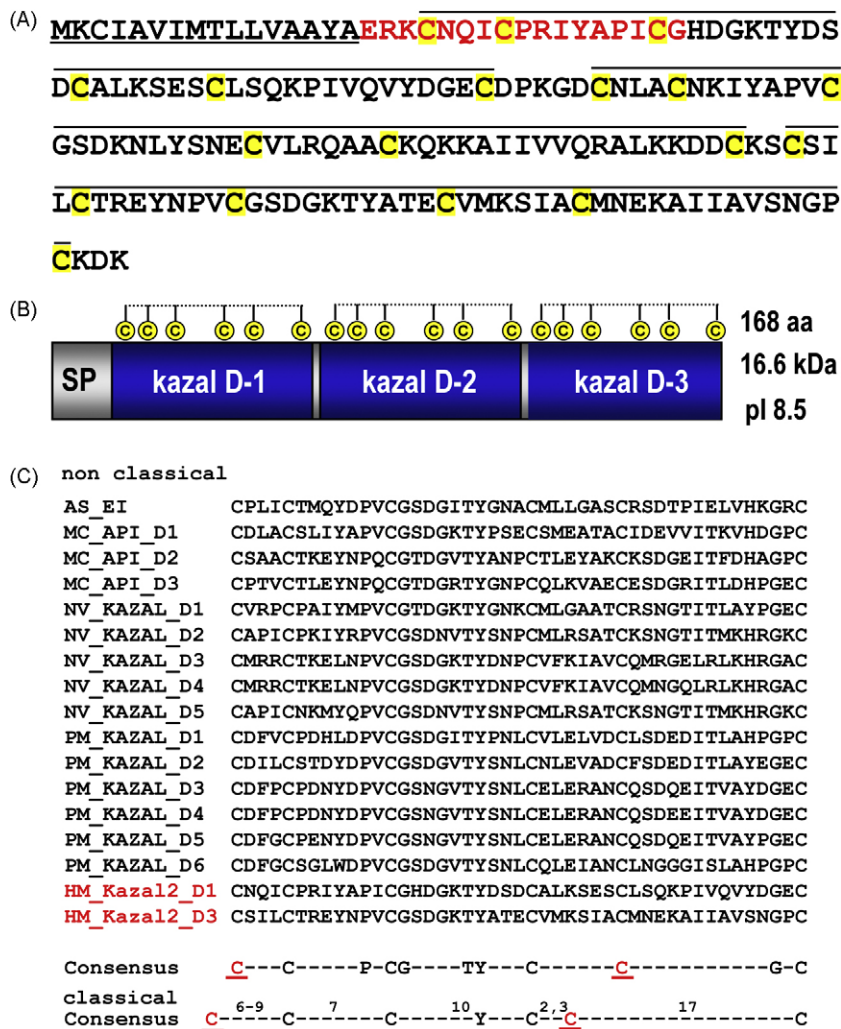 (A) MKCIAVIMTLLVAAYAERKCNQICPRIYAPICGHDGKTYDS
DCALKSESCLSQKPIVQVYDGECDPKGDCNLACNKIYAPVC
GSDKNLYSNECVLRQAACKQKKAIIVVQRALKKDDCKSCSI
LCTREYNPVCGSDGKTYATECVMKSIACMNEKAIIAVSNGP
CKDK
(B) C C C C C C C C C C C C C C C C C C 168 aa
SP kazal D-1 kazal D-2 kazal D-3 16.6 kDa
pI 8.5
(C) non classical
AS_EI CPLICTMQYDPVCGSDGITYGNACMLLGASCRSDTPIELVHKGRC
MC_API_D1 CDLACSLIYAPVCGSDGKTYPSECSMEATACIDEVVITKVHDGPC
MC_API_D2 CSAACTKEYNPQCGTDGVTYANPCTLEYAKCKSDGEITFDHAGPC
MC_API_D3 CPTVCTLEYNPQCGTDGRTYGNPCQLKVAECESDGRITLDHPGEC
NV_KAZAL_D1 CVRPCPAIYMPVCGTDGKTYGNKCMLGAATCRSNGTITLAYPGEC
NV_KAZAL_D2 CAPICPKIYRPVCGSDNVTYSNPCMLRSATCKSNGTITMKHRGKC
NV_KAZAL_D3 CMRRCTKELNPVCGSDGKTYDNPCVFKIAVCQMRGELRLKHRGAC
NV_KAZAL_D4 CMRRCTKELNPVCGSDGKTYDNPCVFKIAVCQMNGQLRLKHRGAC
NV_KAZAL_D5 CAPICNKMYQPVCGSDNVTYSNPCMLRSATCKSNGTITMKHRGKC
PM_KAZAL_D1 CDFVCPDHLDPVCGSDGITYPNLCVLELVDCLSDEDITLAHPGPC
PM_KAZAL_D2 CDILCSTDYDPVCGSDGVTYSNLCNLEVADCFSDEDITLAYEGEC
PM_KAZAL_D3 CDFPCPDNYDPVCGSNGVTYSNLCELERANCQSDQEITVAYDGEC
PM_KAZAL_D4 CDFPCPDNYDPVCGSNGVTYSNLCELERANCQSDEEITVAYDGEC
PM_KAZAL_D5 CDFGCPENYDPVCGSNGVTYSNLCELERANCQSDQEITVAYPGEC
PM_KAZAL_D6 CDFGCSGLWDPVCGSDGVTYSNLCQLEIANCLNGGGISLAHPGPC
HM_Kazal2_D1 CNQICPRIYAPICGHDGKTYDSDCALKSESCLSQKPIVQVYDGEC
HM_Kazal2_D3 CSILCTREYNPVCGSDGKTYATECVMKSIACMNEKAIIAVSNGPC
Consensus C---C-----P-CG----TY---C------C-----------G-C
classical 6-9 7 10 2,3 17
Consensus C----C-------C------Y--C--C-----------------C